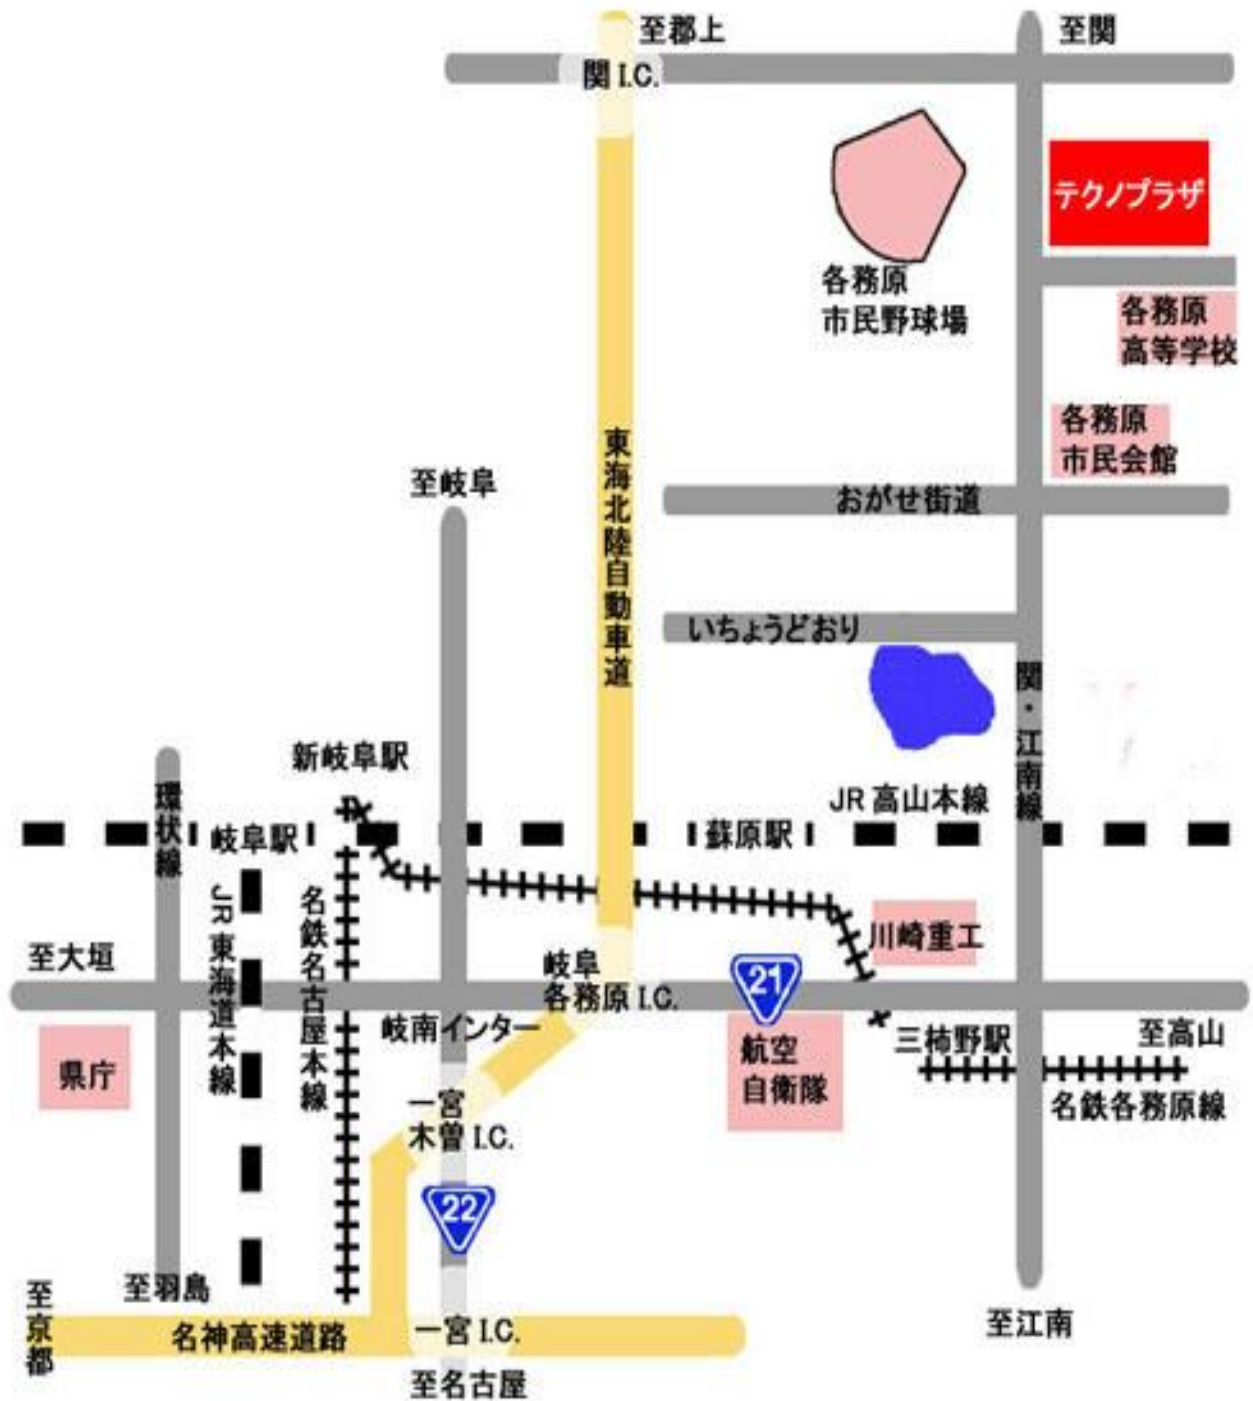 至郡上
至関
関 I.C.
テクノプラザ
各務原
市民野球場
各務原
高等学校
各務原
市民会館
東海北陸自動車道
至岐阜
おがせ街道
いちょうどおり
関・江南線
新岐阜駅
環状線
JR 高山本線
岐阜駅
蘇原駅
JR 東海道本線
名鉄名古屋本線
川崎重工
至大垣
岐阜
各務原 I.C.
21
岐南インター
三柿野駅
至高山
県庁
航空
自衛隊
名鉄各務原線
一宮
木曽 I.C.
22
至羽島
至京都
名神高速道路
一宮 I.C.
至江南
至名古屋